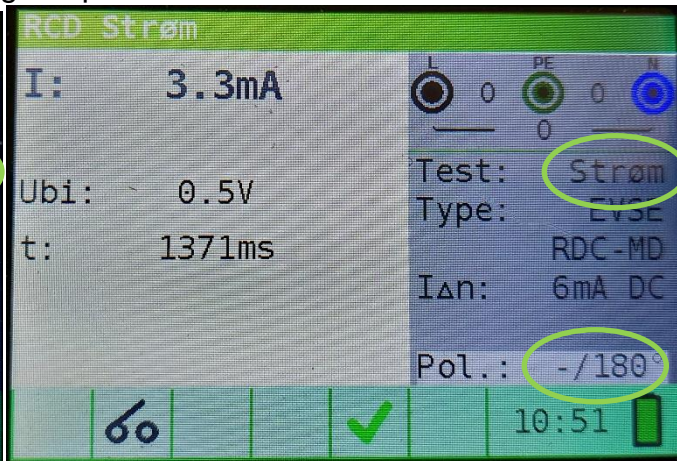 RCD Strøm
I: 3.3mA
Ubi: 0.5V
t: 1371ms
L PE N
0 0
0
Test: Strøm
Type: EVSE
RDC-MD
I∆n: 6mA DC
Pol.: -/180°
10:51